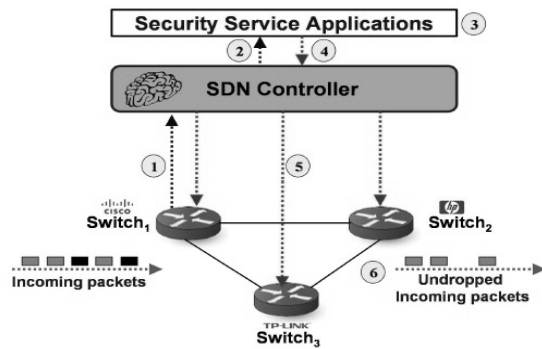 Security Service Applications
3
2
4
SDN Controller
1
5
CISCO
Switch1
hp
Switch2
Incoming packets
6
Undropped
Incoming packets
TP-LINK
Switch3